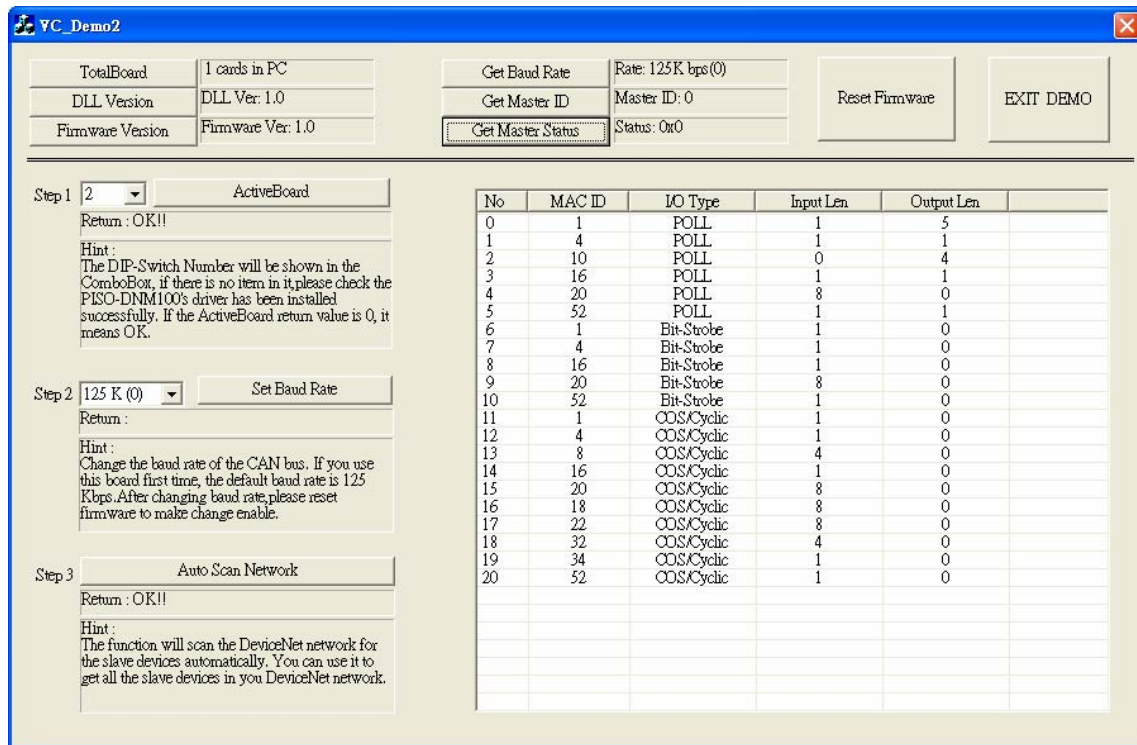 VC_Demo2
TotalBoard 1 cards in PC
DLL Version DLL Ver: 1.0
Firmware Version Firmware Ver: 1.0
Get Baud Rate Rate: 125K bps(0)
Get Master ID Master ID: 0
Get Master Status Status: 0x0
Reset Firmware
EXIT DEMO
Step 1 2 ActiveBoard
Return : OK!!
Hint :
The DIP-Switch Number will be shown in the
ComboBox, if there is no item in it,please check the
PISO-DNM100's driver has been installed
successfully. If the ActiveBoard return value is 0, it
means OK.
Step 2 125 K (0) Set Baud Rate
Return :
Hint :
Change the baud rate of the CAN bus. If you use
this board first time, the default baud rate is 125
Kbps.After changing baud rate,please reset
firmware to make change enable.
Step 3 Auto Scan Network
Return : OK!!
Hint :
The function will scan the DeviceNet network for
the slave devices automatically. You can use it to
get all the slave devices in you DeviceNet network.
No MAC ID I/O Type Input Len Output Len
0 1 POLL 1 5
1 4 POLL 1 1
2 10 POLL 0 4
3 16 POLL 1 1
4 20 POLL 8 0
5 52 POLL 1 1
6 1 Bit-Strobe 1 0
7 4 Bit-Strobe 1 0
8 16 Bit-Strobe 1 0
9 20 Bit-Strobe 8 0
10 52 Bit-Strobe 1 0
11 1 COS/Cyclic 1 0
12 4 COS/Cyclic 1 0
13 8 COS/Cyclic 4 0
14 16 COS/Cyclic 1 0
15 20 COS/Cyclic 8 0
16 18 COS/Cyclic 8 0
17 22 COS/Cyclic 8 0
18 32 COS/Cyclic 4 0
19 34 COS/Cyclic 1 0
20 52 COS/Cyclic 1 0